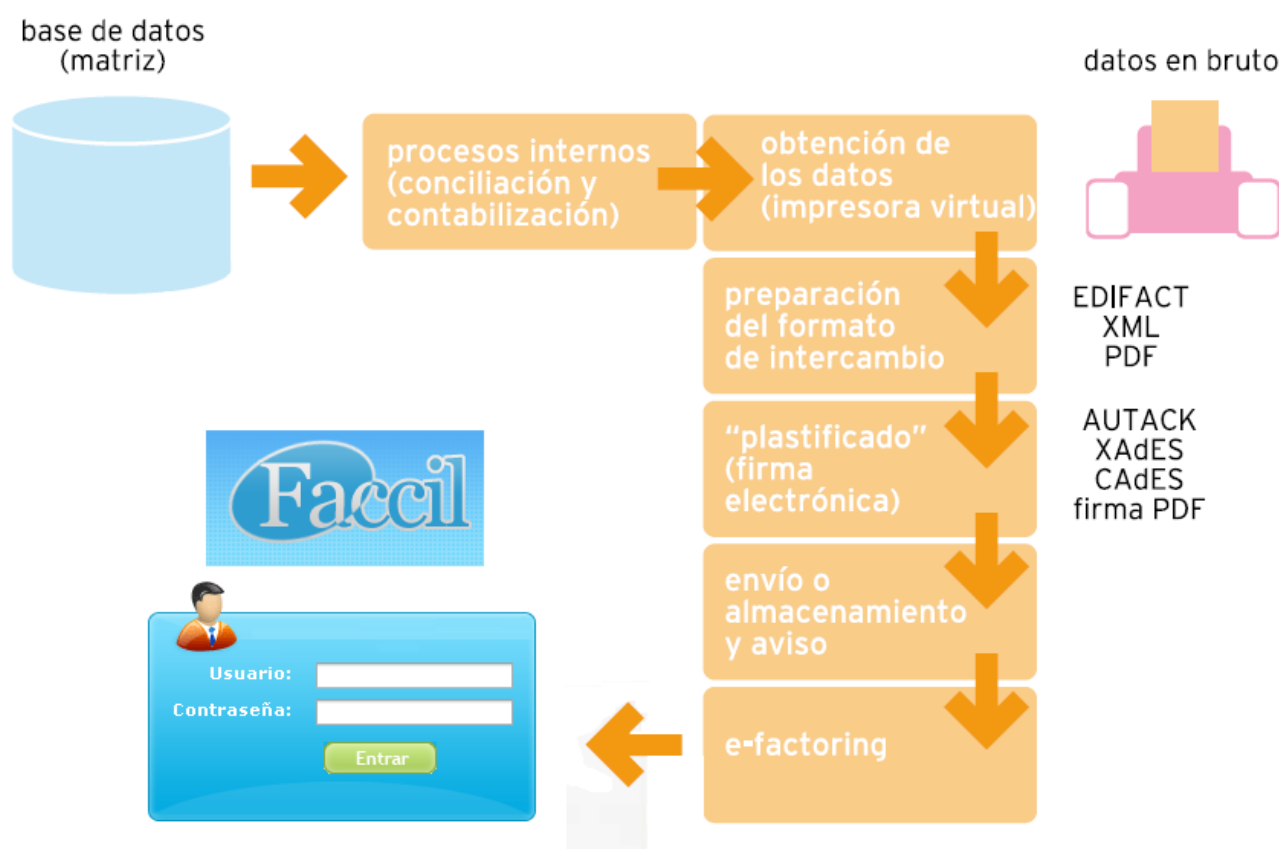 base de datos
(matriz)
datos en bruto
procesos internos
(conciliación y
contabilización)
obtención de
los datos
(impresora virtual)
preparación
del formato
de intercambio
EDIFACT
XML
PDF
“plastificado”
(firma
electrónica)
AUTACK
XAdES
CAdES
firma PDF
envío o
almacenamiento
y aviso
e-factoring
Faccil
Usuario:
Contraseña:
Entrar